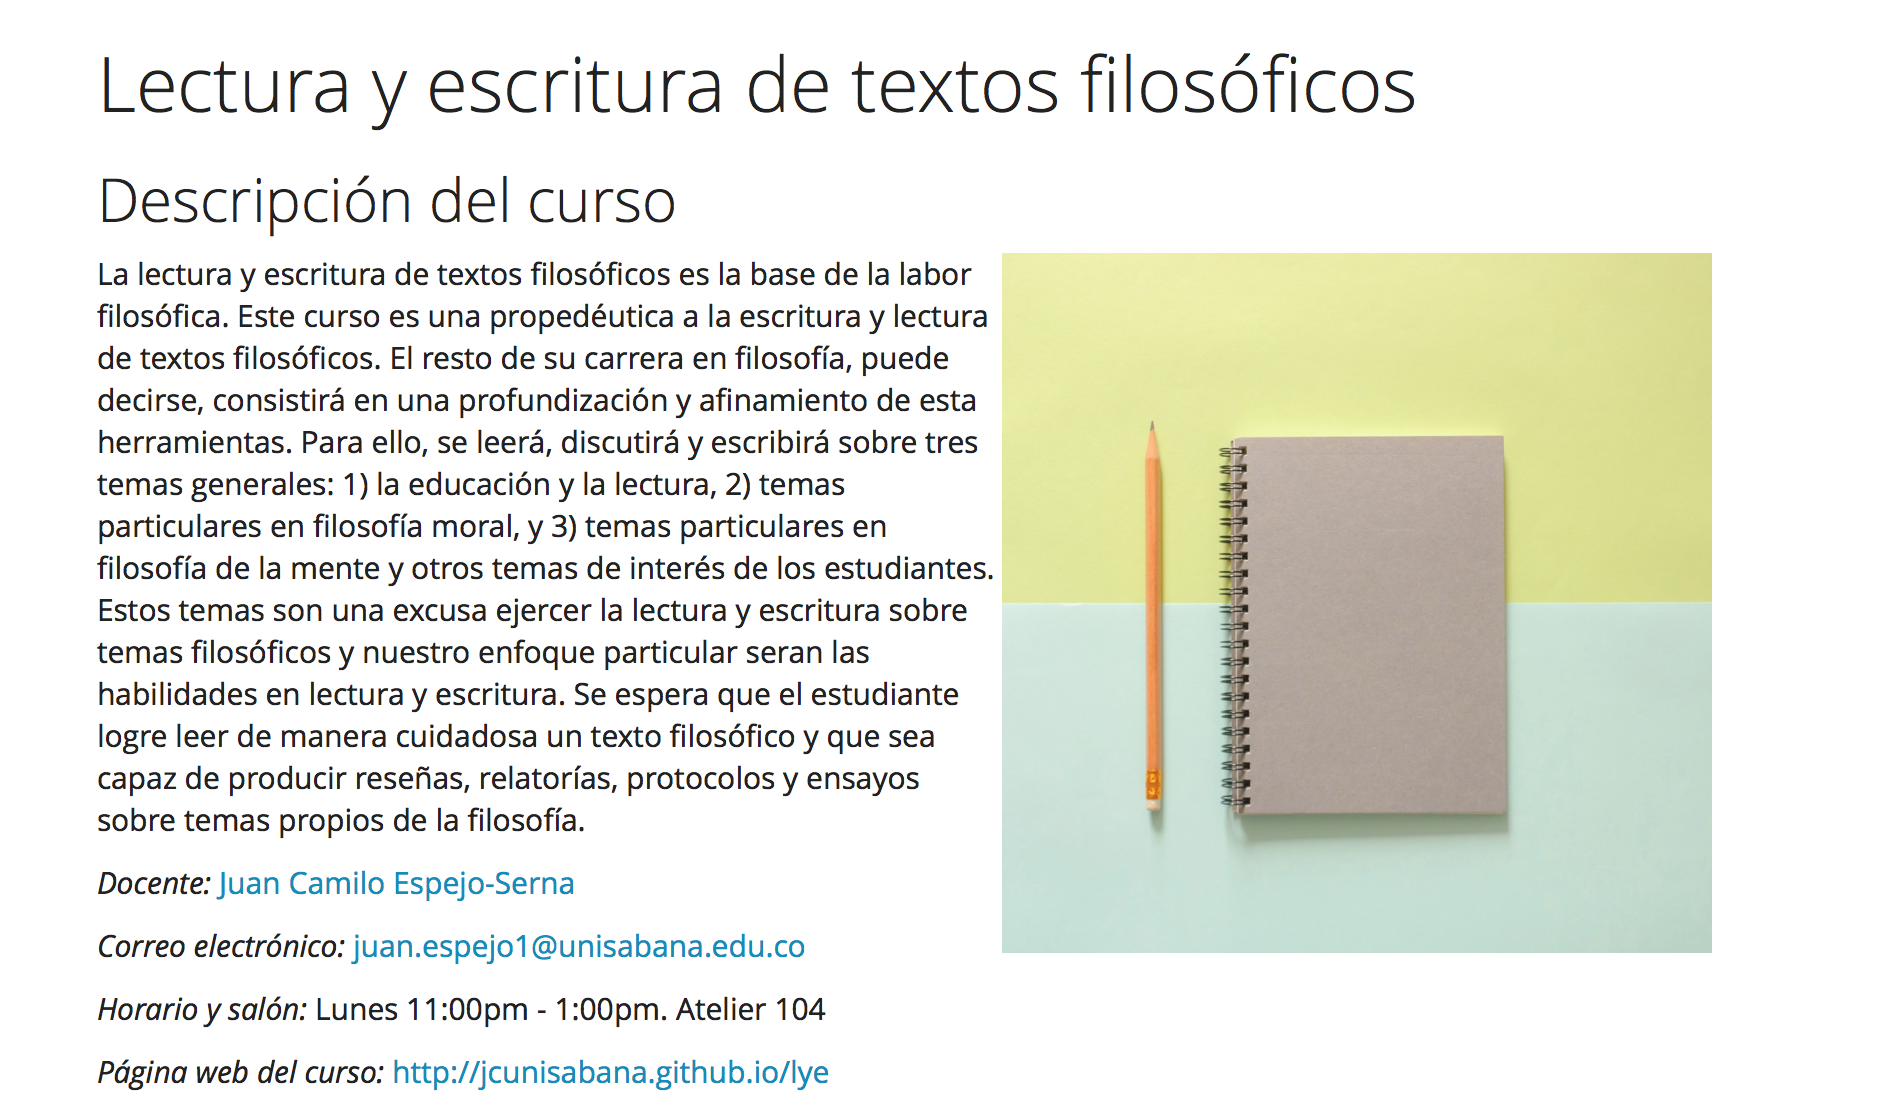 Lectura y escritura de textos filosóficos
Descripción del curso
La lectura y escritura de textos filosóficos es la base de la labor
filosófica. Este curso es una propedéutica a la escritura y lectura
de textos filosóficos. El resto de su carrera en filosofía, puede
decirse, consistirá en una profundización y afinamiento de esta
herramientas. Para ello, se leerá, discutirá y escribirá sobre tres
temas generales: 1) la educación y la lectura, 2) temas
particulares en filosofía moral, y 3) temas particulares en
filosofía de la mente y otros temas de interés de los estudiantes.
Estos temas son una excusa ejercer la lectura y escritura sobre
temas filosóficos y nuestro enfoque particular seran las
habilidades en lectura y escritura. Se espera que el estudiante
logre leer de manera cuidadosa un texto filosófico y que sea
capaz de producir reseñas, relatorías, protocolos y ensayos
sobre temas propios de la filosofía.
Docente: Juan Camilo Espejo-Serna
Correo electrónico: juan.espejo1@unisabana.edu.co
Horario y salón: Lunes 11:00pm - 1:00pm. Atelier 104
Página web del curso: http://jcunisabana.github.io/lye